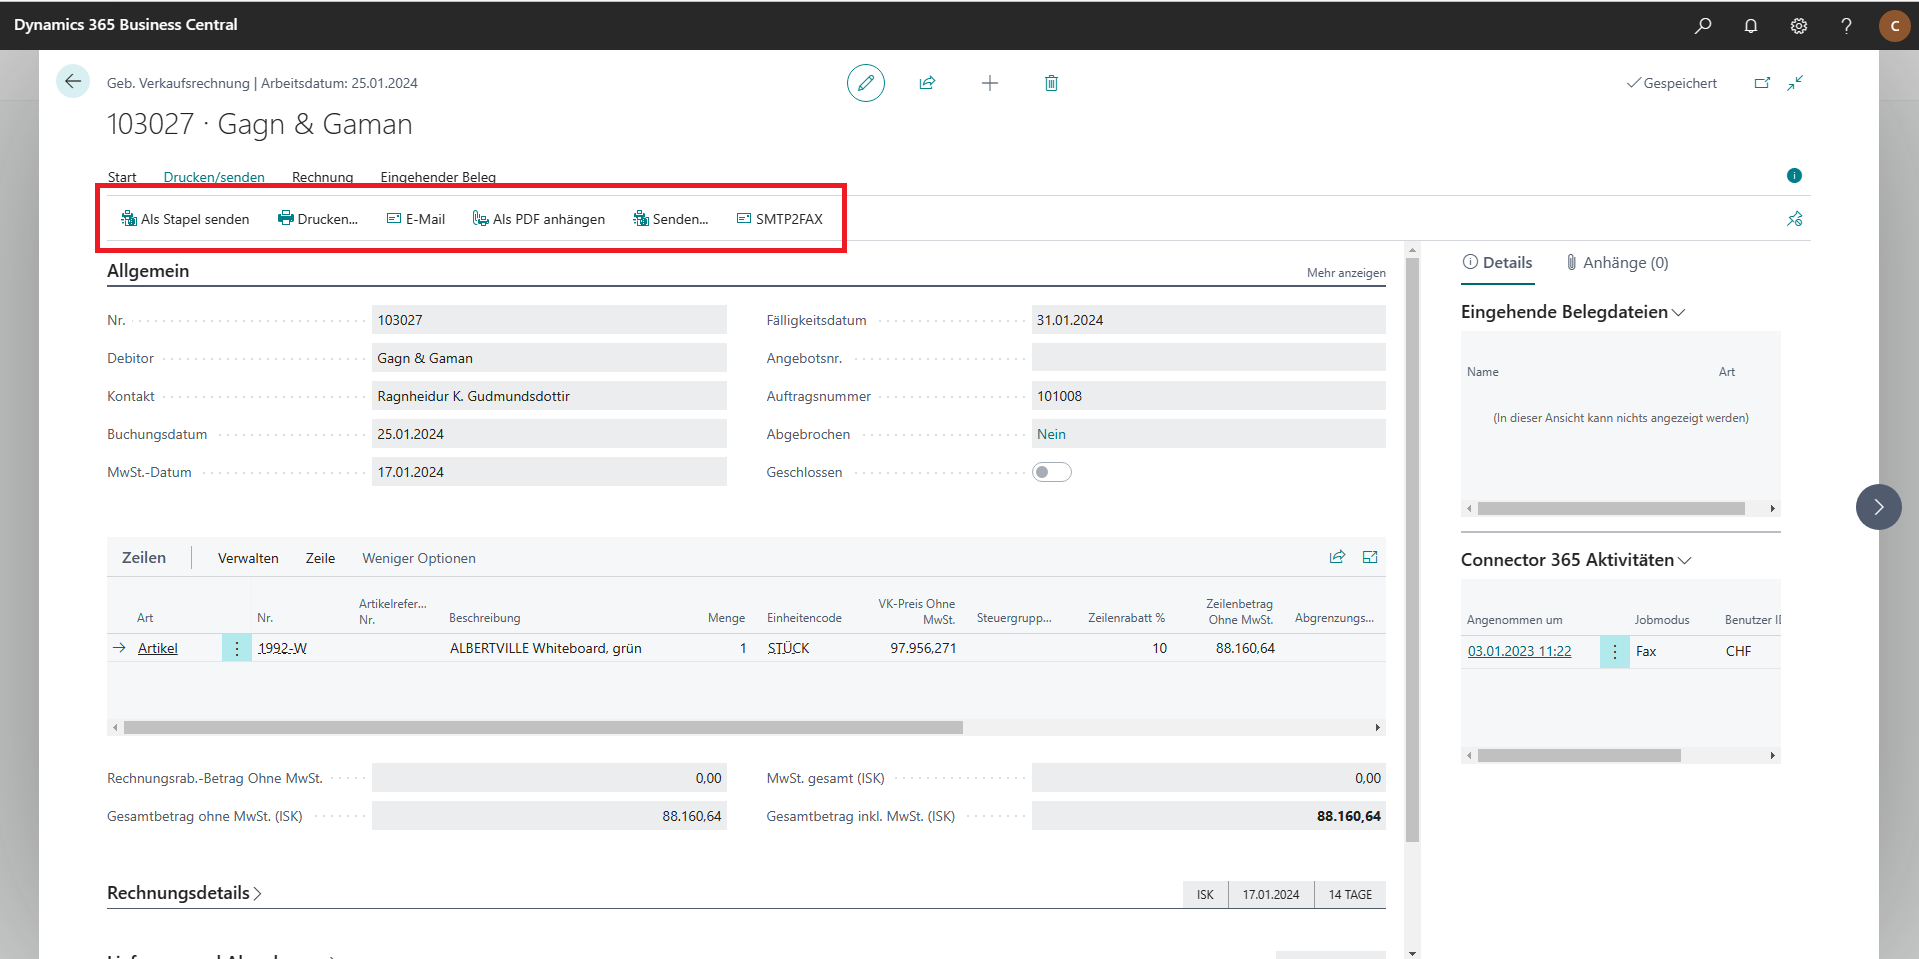 Dynamics 365 Business Central
C
Geb. Verkaufsrechnung | Arbeitsdatum: 25.01.2024
Gespeichert
103027 · Gagn & Gaman
Start Drucken/senden Rechnung Eingehender Beleg
Als Stapel senden Drucken... E-Mail Als PDF anhängen Senden... SMTP2FAX
Allgemein
Mehr anzeigen
Nr. 103027
Debitor Gagn & Gaman
Kontakt Ragnheidur K. Gudmundsdottir
Buchungsdatum 25.01.2024
MwSt.-Datum 17.01.2024
Fälligkeitsdatum 31.01.2024
Angebotsnr.
Auftragsnummer 101008
Abgebrochen Nein
Geschlossen
Zeilen Verwalten Zeile Weniger Optionen
Art Nr. Artikelrefer... Nr. Beschreibung Menge Einheitencode VK-Preis Ohne MwSt. Steuergrupp... Zeilenrabatt % Zeilenbetrag Ohne MwSt. Abgrenzungs...
Artikel 1992-W ALBERTVILLE Whiteboard, grün 1 STÜCK 97.956,271 10 88.160,64
Rechnungsrab.-Betrag Ohne MwSt. 0,00
Gesamtbetrag ohne MwSt. (ISK) 88.160,64
MwSt. gesamt (ISK) 0,00
Gesamtbetrag inkl. MwSt. (ISK) 88.160,64
Rechnungsdetails
ISK 17.01.2024 14 TAGE
Details Anhänge (0)
Eingehende Belegdateien
Name Art
(In dieser Ansicht kann nichts angezeigt werden)
Connector 365 Aktivitäten
Angenommen um Jobmodus Benutzer ID
03.01.2023 11:22 Fax CHF